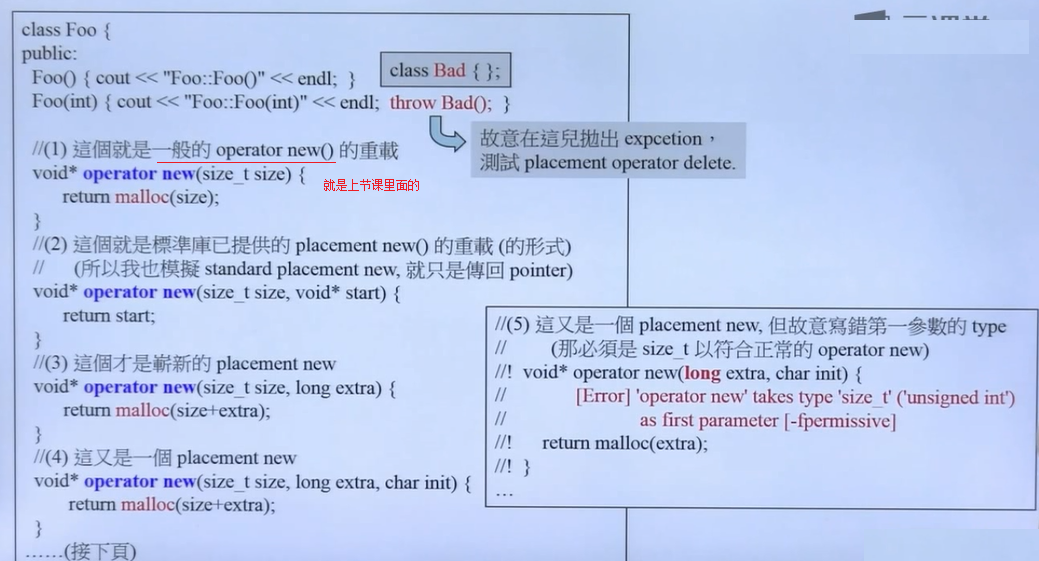 class Foo {
public:
Foo() { cout << "Foo::Foo()" << endl; }
class Bad { };
Foo(int) { cout << "Foo::Foo(int)" << endl; throw Bad(); }
故意在這兒拋出 expcetion，
測試 placement operator delete.
//(1) 這個就是一般的 operator new() 的重載
void* operator new(size_t size) {
就是上节课里面的
return malloc(size);
}
//(2) 這個就是標準庫已提供的 placement new() 的重載 (的形式)
// (所以我也模擬 standard placement new, 就只是傳回 pointer)
void* operator new(size_t size, void* start) {
return start;
}
//(3) 這個才是嶄新的 placement new
void* operator new(size_t size, long extra) {
return malloc(size+extra);
}
//(4) 這又是一個 placement new
void* operator new(size_t size, long extra, char init) {
return malloc(size+extra);
}
......(接下頁)
//(5) 這又是一個 placement new, 但故意寫錯第一參數的 type
// (那必須是 size_t 以符合正常的 operator new)
//! void* operator new(long extra, char init) {
// [Error] 'operator new' takes type 'size_t' ('unsigned int')
// as first parameter [-fpermissive]
//! return malloc(extra);
//! }
...